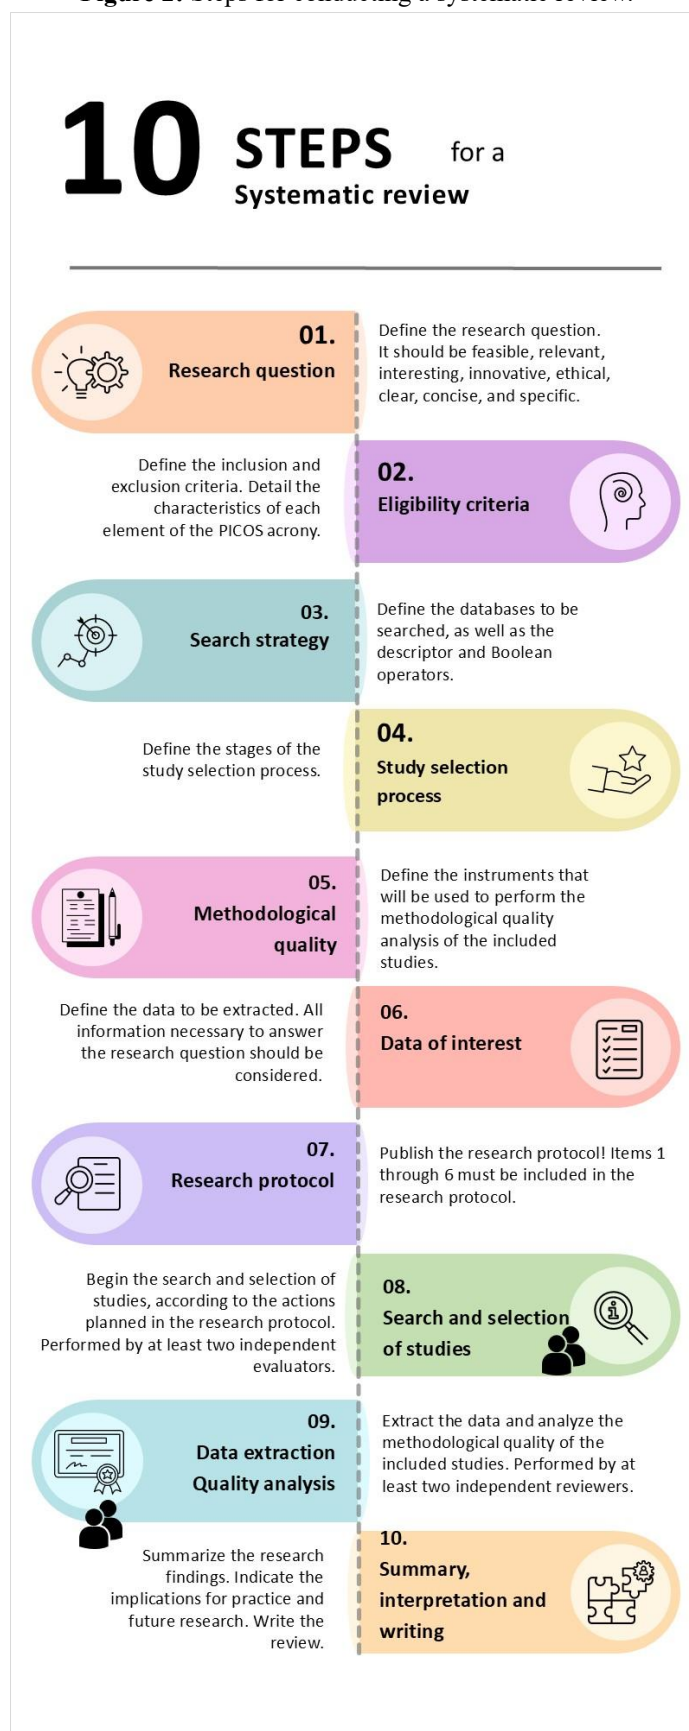 Figure 2. Steps for conducting a systematic review.
10 STEPS for a
Systematic review
01.
Research question
Define the research question.
It should be feasible, relevant,
interesting, innovative, ethical,
clear, concise, and specific.
Define the inclusion and
exclusion criteria. Detail the
characteristics of each
element of the PICOS acrony.
02.
Eligibility criteria
03.
Search strategy
Define the databases to be
searched, as well as the
descriptor and Boolean
operators.
Define the stages of the
study selection process.
04.
Study selection
process
05.
Methodological
quality
Define the instruments that
will be used to perform the
methodological quality
analysis of the included
studies.
Define the data to be extracted. All
information necessary to answer
the research question should be
considered.
06.
Data of interest
07.
Research protocol
Publish the research protocol! Items 1
through 6 must be included in the
research protocol.
Begin the search and selection of
studies, according to the actions
planned in the research protocol.
Performed by at least two independent
evaluators.
08.
Search and selection
of studies
09.
Data extraction
Quality analysis
Extract the data and analyze the
methodological quality of the
included studies. Performed by at
least two independent reviewers.
Summarize the research
findings. Indicate the
implications for practice and
future research. Write the
review.
10.
Summary,
interpretation and
writing